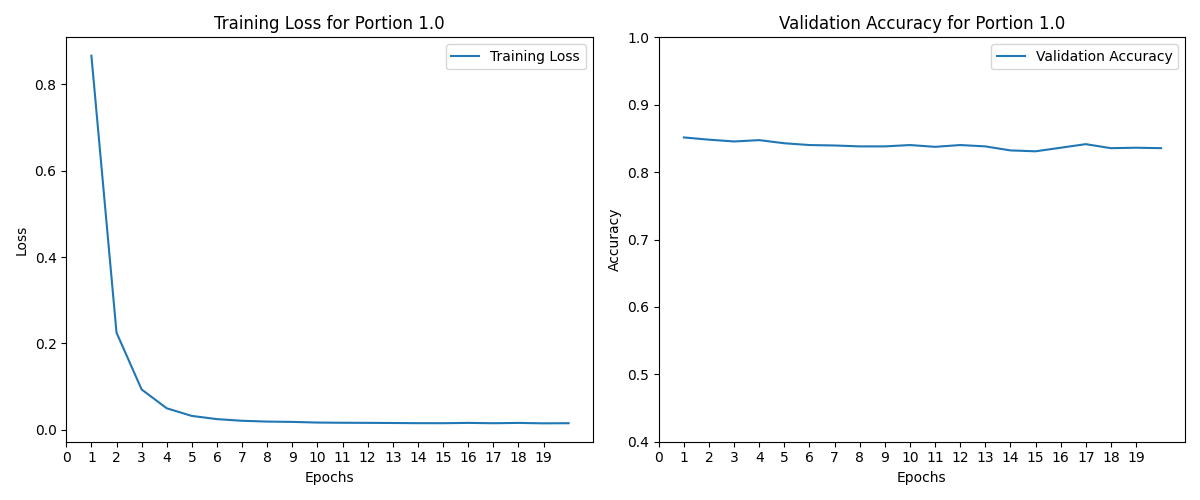 Training Loss for Portion 1.0
Training Loss
Loss
0.8
0.6
0.4
0.2
0.0
0 1 2 3 4 5 6 7 8 9 10 11 12 13 14 15 16 17 18 19
Epochs
Validation Accuracy for Portion 1.0
Validation Accuracy
Accuracy
1.0
0.9
0.8
0.7
0.6
0.5
0.4
0 1 2 3 4 5 6 7 8 9 10 11 12 13 14 15 16 17 18 19
Epochs